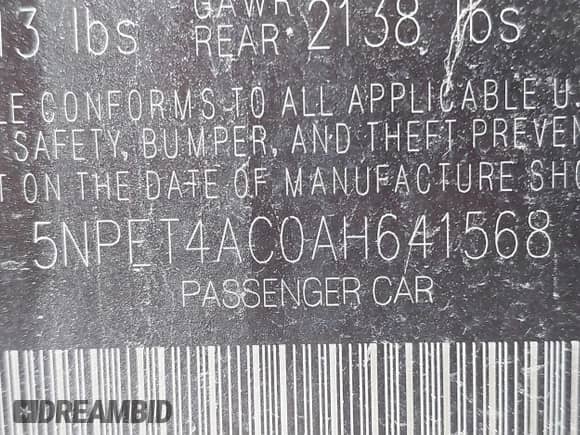 13 lbs GAWR REAR 2138 lbs
LE CONFORMS TO ALL APPLICABLE U
SAFETY, BUMPER, AND THEFT PREVEN
T ON THE DATE OF MANUFACTURE SHO
5NPET4AC0AH641568
PASSENGER CAR
DREAMBID